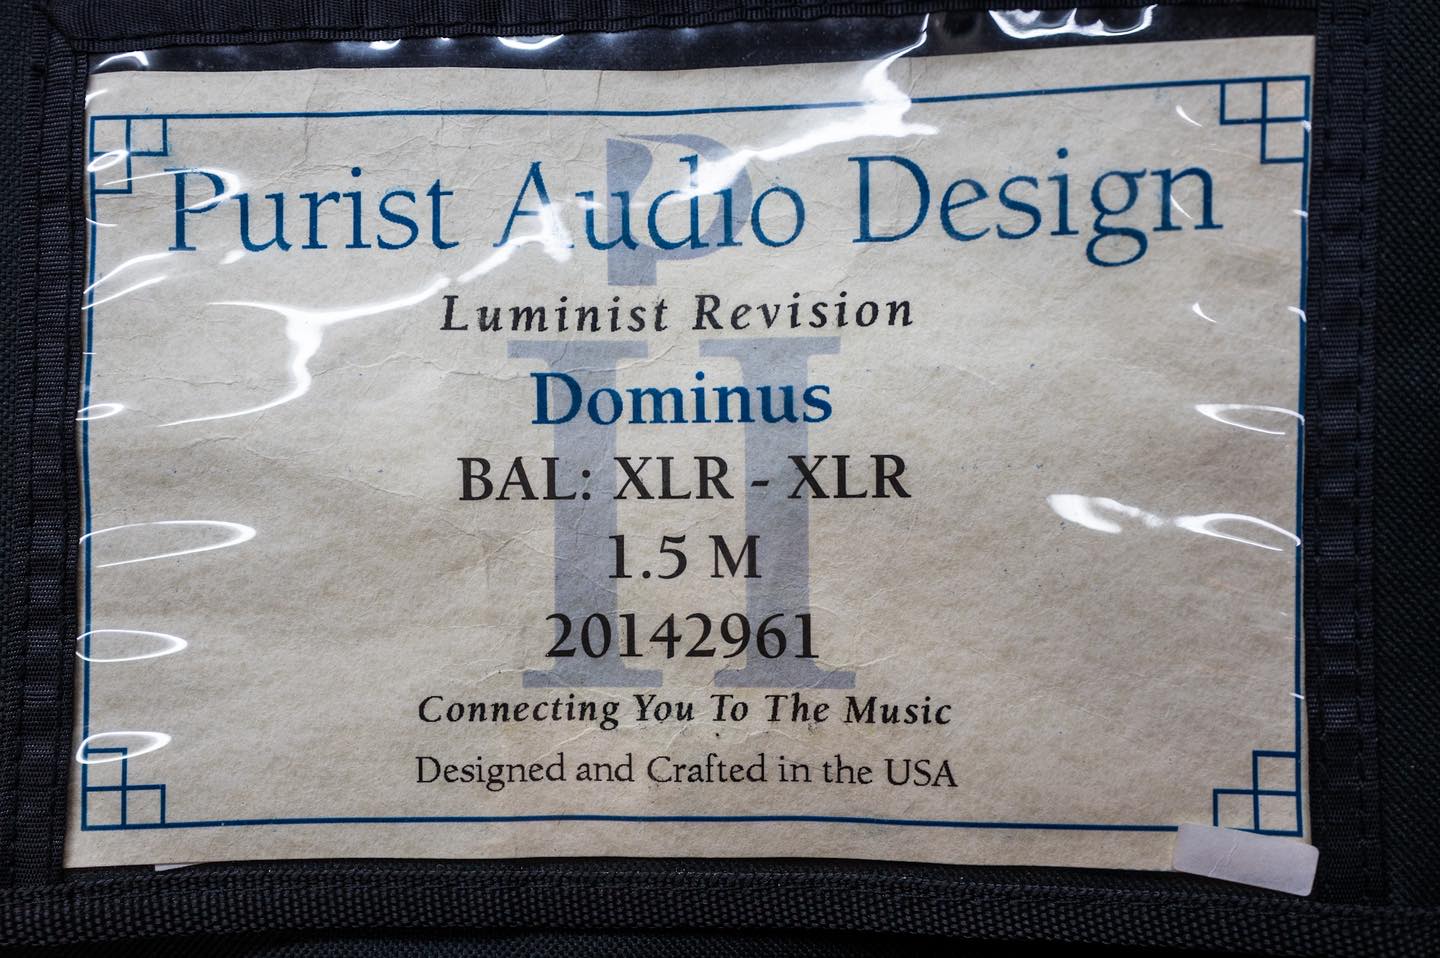 Purist Audio Design
Luminist Revision
Dominus
BAL: XLR - XLR
1.5 M
20142961
Connecting You To The Music
Designed and Crafted in the USA